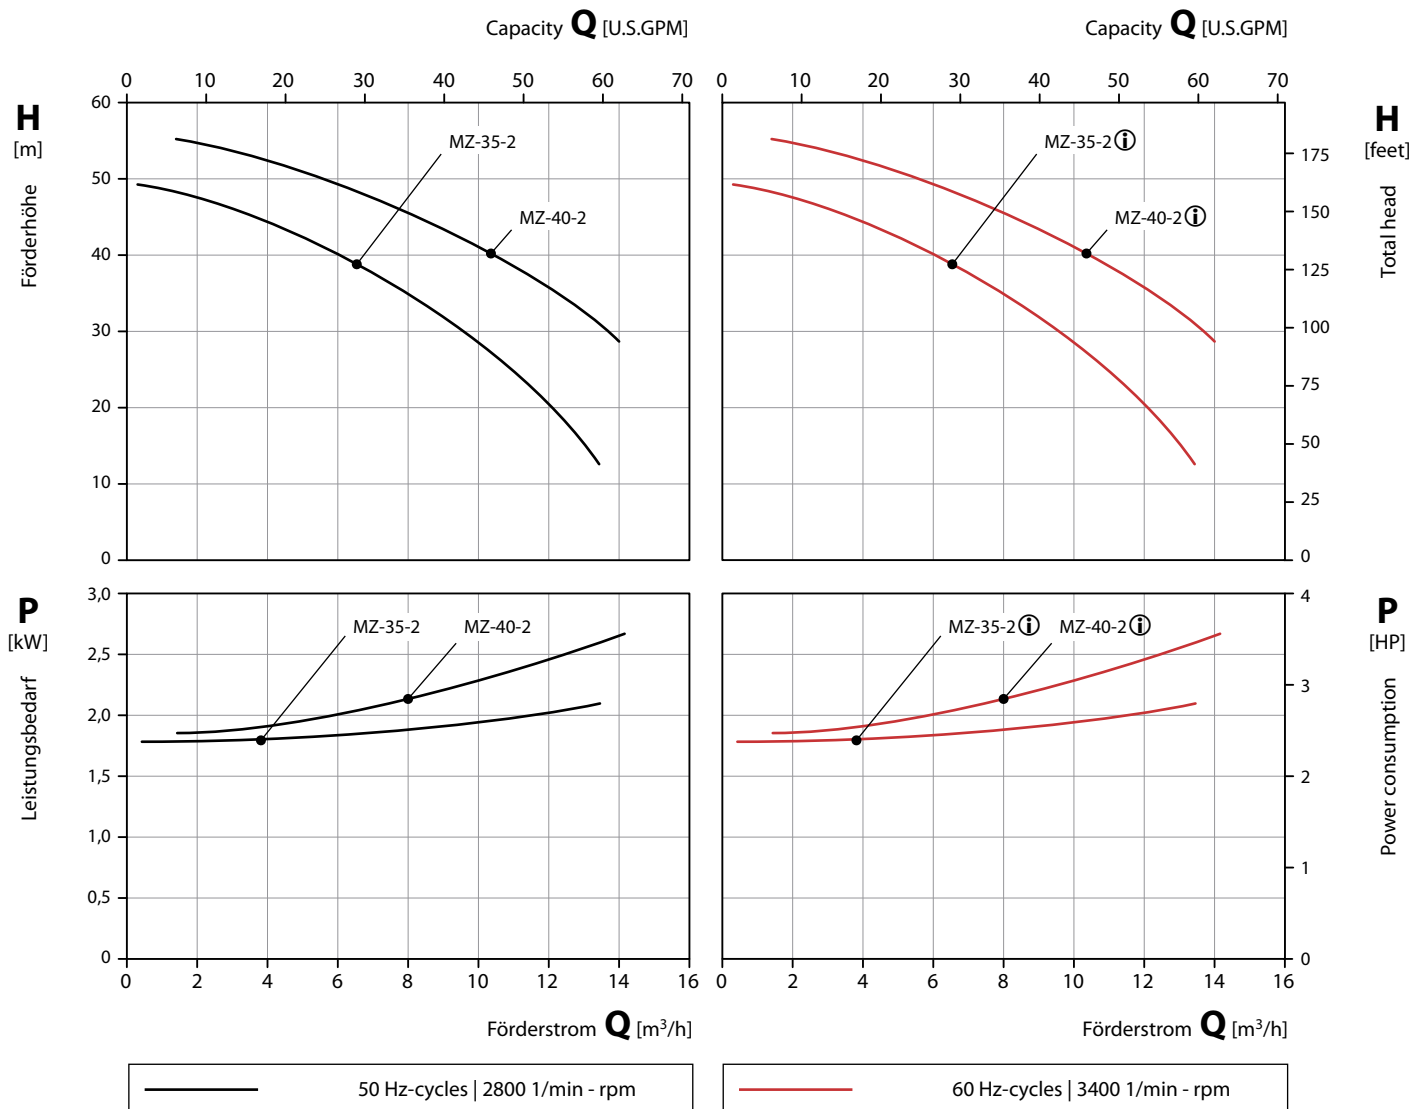 Capacity Q [U.S.GPM]
Capacity Q [U.S.GPM]
0 10 20 30 40 50 60 70
10 20 30 40 50 60 70
H
[m]
Förderhöhe
60
50
40
30
20
10
0
MZ-35-2
MZ-40-2
MZ-35-2 ⓘ
MZ-40-2 ⓘ
175
150
125
100
75
50
25
0
H
[feet]
Total head
P
[kW]
Leistungsbedarf
3,0
2,5
2,0
1,5
1,0
0,5
0
MZ-35-2 MZ-40-2
MZ-35-2 ⓘ MZ-40-2 ⓘ
4
3
2
1
0
P
[HP]
Power consumption
0 2 4 6 8 10 12 14 16
0 2 4 6 8 10 12 14 16
Förderstrom Q [m³/h]
Förderstrom Q [m³/h]
50 Hz-cycles | 2800 1/min - rpm
60 Hz-cycles | 3400 1/min - rpm